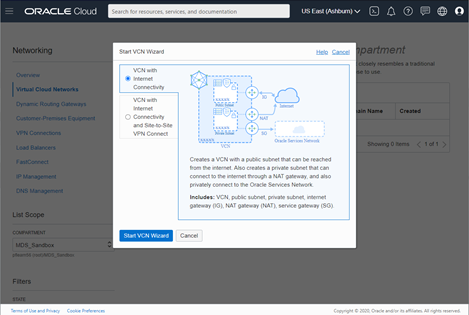 ORACLE Cloud
Search for resources, services, and documentation
US East (Ashburn)
Networking
Overview
Virtual Cloud Networks
Dynamic Routing Gateways
Customer-Premises Equipment
VPN Connections
Load Balancers
FastConnect
IP Management
DNS Management
List Scope
COMPARTMENT
MDS_Sandbox
Filters
STATE
Start VCN Wizard
Help
Cancel
VCN with
Internet
Connectivity
VCN with
Internet
Connectivity
and Site-to-Site
VPN Connect
IG
Internet
NAT
SG
VCN
Oracle Services Network
Creates a VCN with a public subnet that can be reached
from the internet. Also creates a private subnet that can
connect to the internet through a NAT gateway, and also
privately connect to the Oracle Services Network.
Includes: VCN, public subnet, private subnet, internet
gateway (IG), NAT gateway (NAT), service gateway (SG).
Start VCN Wizard
Cancel
partment
closely resembles a traditional
to use
ain Name
Created
Showing 0 items
1 of 1
Terms of Use and Privacy
Cookie Preferences
Copyright © 2020, Oracle and/or its affiliates. All rights reserved.